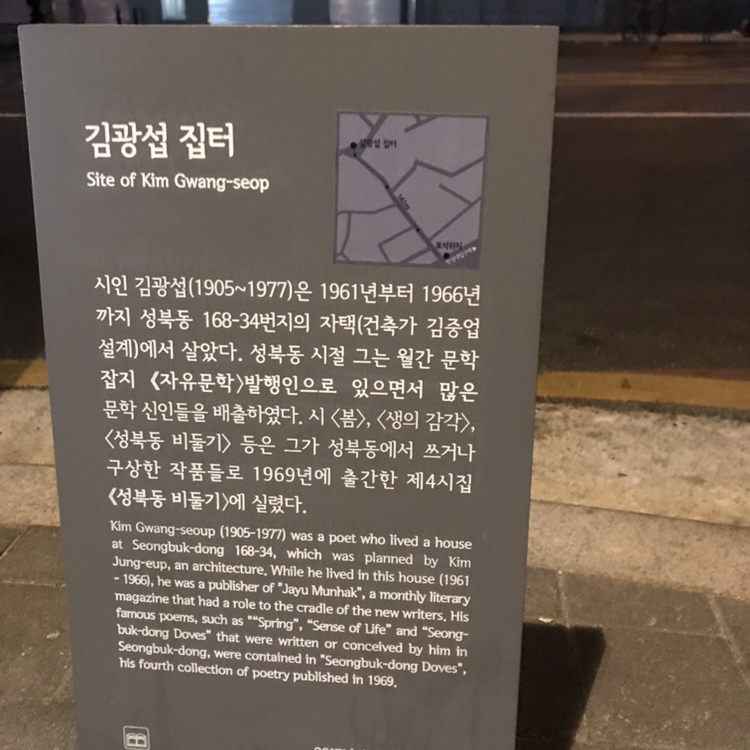 김광섭 집터
Site of Kim Gwang-seop
김광섭 집터
표석위치
시인 김광섭(1905~1977)은 1961년부터 1966년
까지 성북동 168-34번지의 자택(건축가 김중업
설계)에서 살았다. 성북동 시절 그는 월간 문학
잡지 《자유문학》발행인으로 있으면서 많은
문학 신인들을 배출하였다. 시 〈봄〉, 〈생의 감각〉,
〈성북동 비둘기〉 등은 그가 성북동에서 쓰거나
구상한 작품들로 1969년에 출간한 제4시집
《성북동 비둘기》에 실렸다.
Kim Gwang-seoup (1905-1977) was a poet who lived a house
at Seongbuk-dong 168-34, which was planned by Kim
Jung-eup, an architecture. While he lived in this house (1961
- 1966), he was a publisher of "Jayu Munhak", a monthly literary
magazine that had a role to the cradle of the new writers. His
famous poems, such as ""Spring", "Sense of Life" and "Seong-
buk-dong Doves" that were written or conceived by him in
Seongbuk-dong, were contained in "Seongbuk-dong Doves",
his fourth collection of poetry published in 1969.